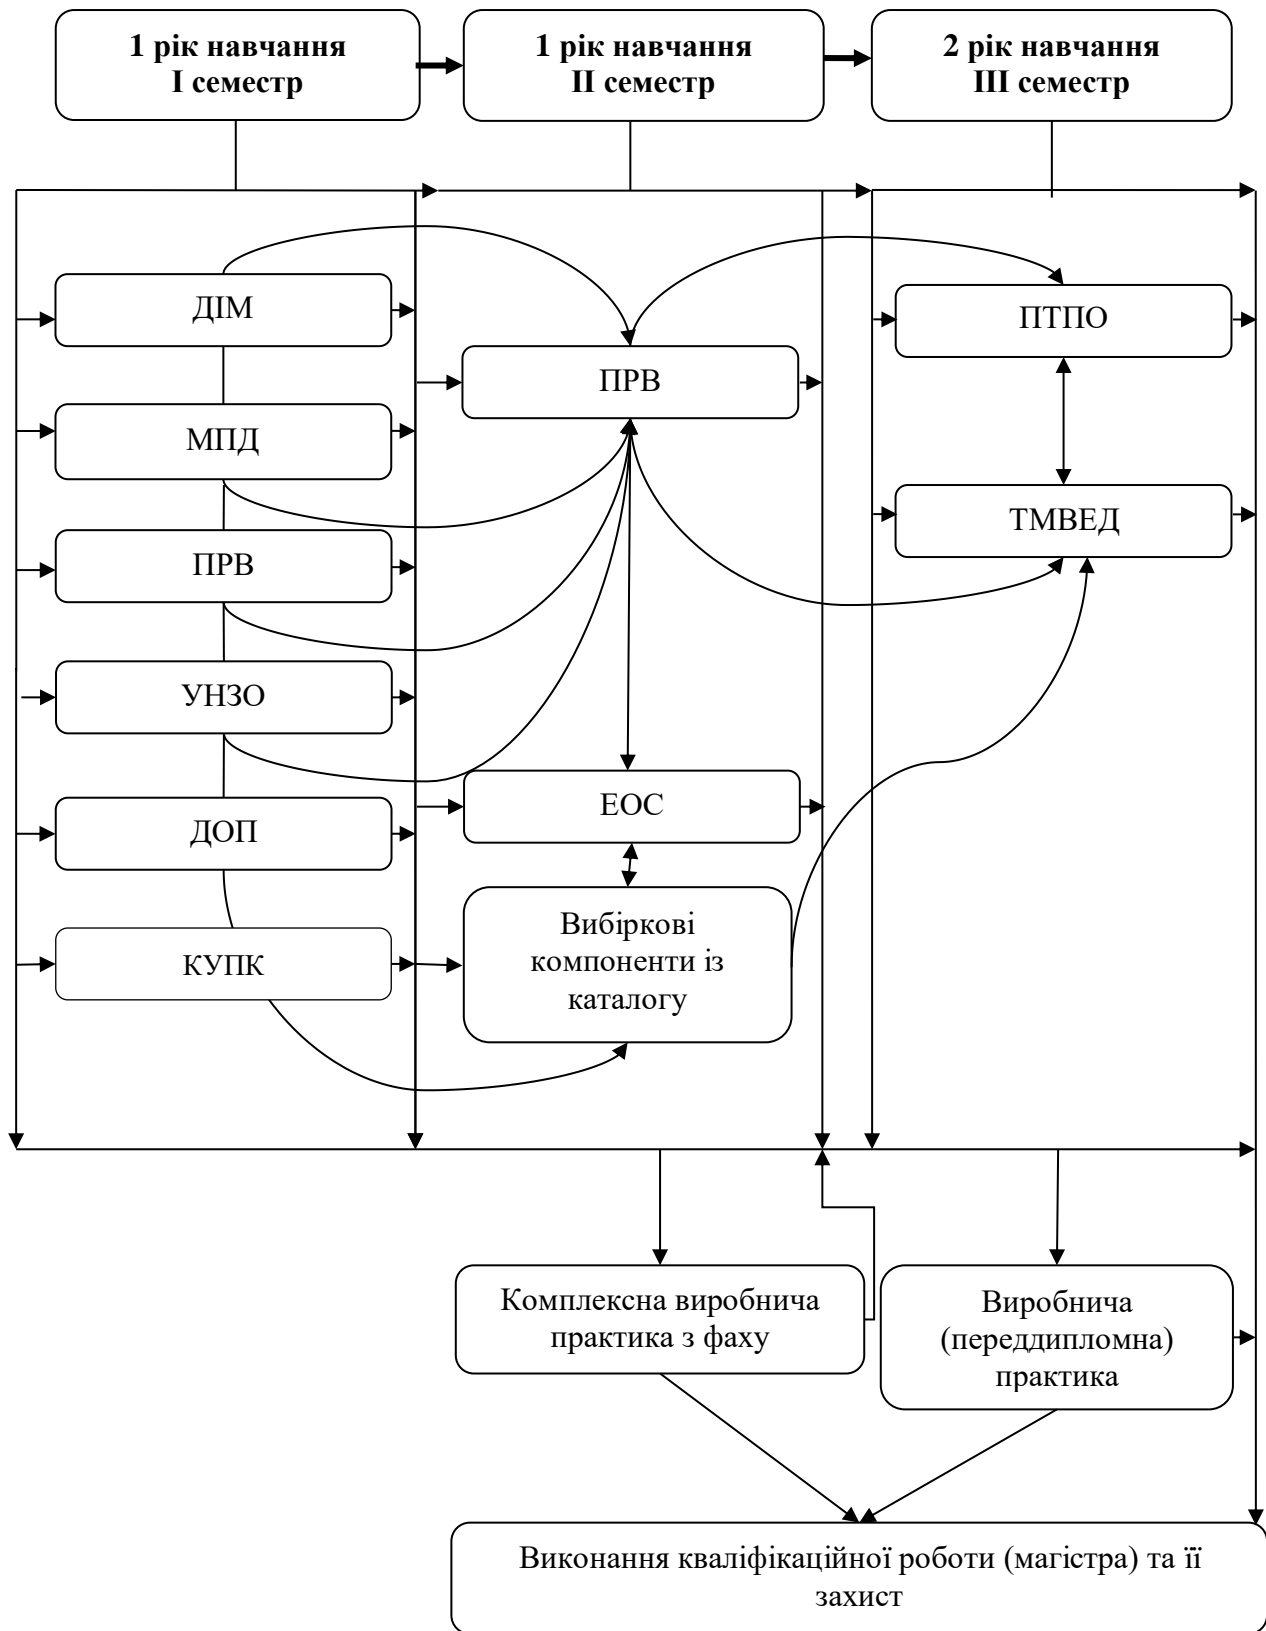 1 рік навчання
І семестр
1 рік навчання
ІІ семестр
2 рік навчання
ІІІ семестр
ДІМ
МПД
ПРВ
УНЗО
ДОП
КУПК
ПРВ
ЕОС
Вибіркові
компоненти із
каталогу
ПТПО
ТМВЕД
Комплексна виробнича
практика з фаху
Виробнича
(переддипломна)
практика
Виконання кваліфікаційної роботи (магістра) та її
захист